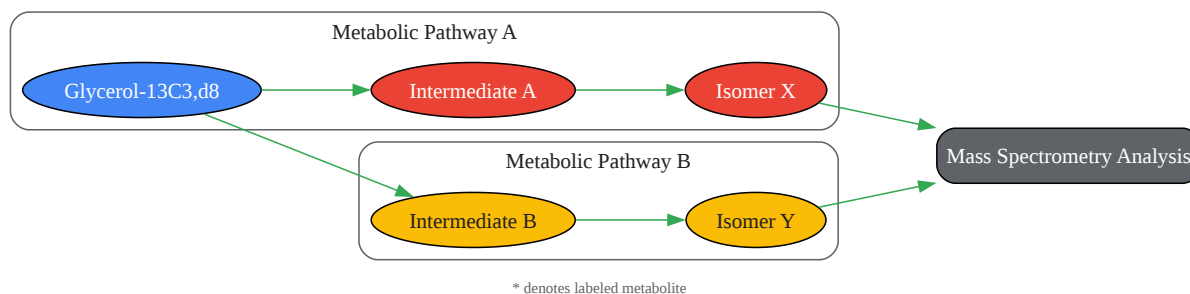 Metabolic Pathway A
Glycerol-13C3,d8
Intermediate A
Isomer X
Mass Spectrometry Analysis
Metabolic Pathway B
Intermediate B
Isomer Y
* denotes labeled metabolite